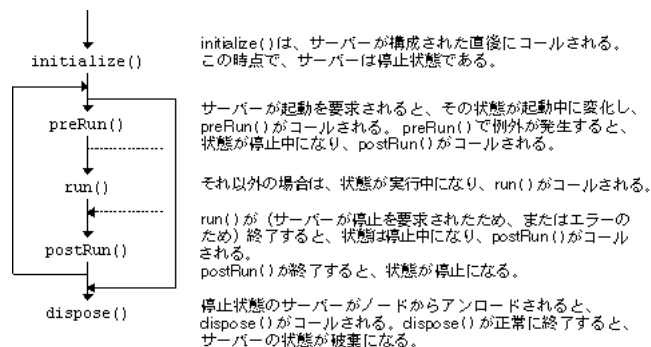 initialize()
initialize()は、サーバーが構成された直後にコールされる。
この時点で、サーバーは停止状態である。
preRun()
サーバーが起動を要求されると、その状態が起動中に変化し、
preRun()がコールされる。preRun()で例外が発生すると、
状態が停止中になり、postRun()がコールされる。
run()
それ以外の場合は、状態が実行中になり、run()がコールされる。
postRun()
run()が（サーバーが停止を要求されたため、またはエラーの
ため）終了すると、状態は停止中になり、postRun()がコール
される。
postRun()が終了すると、状態が停止になる。
dispose()
停止状態のサーバーがノードからアンロードされると、
dispose()がコールされる。dispose()が正常に終了すると、
サーバーの状態が破棄になる。